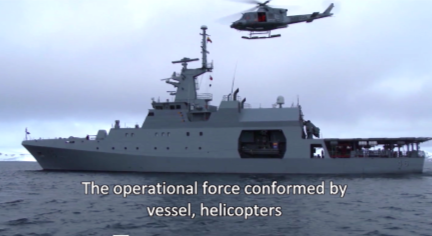 The operational force conformed by
vessel, helicopters